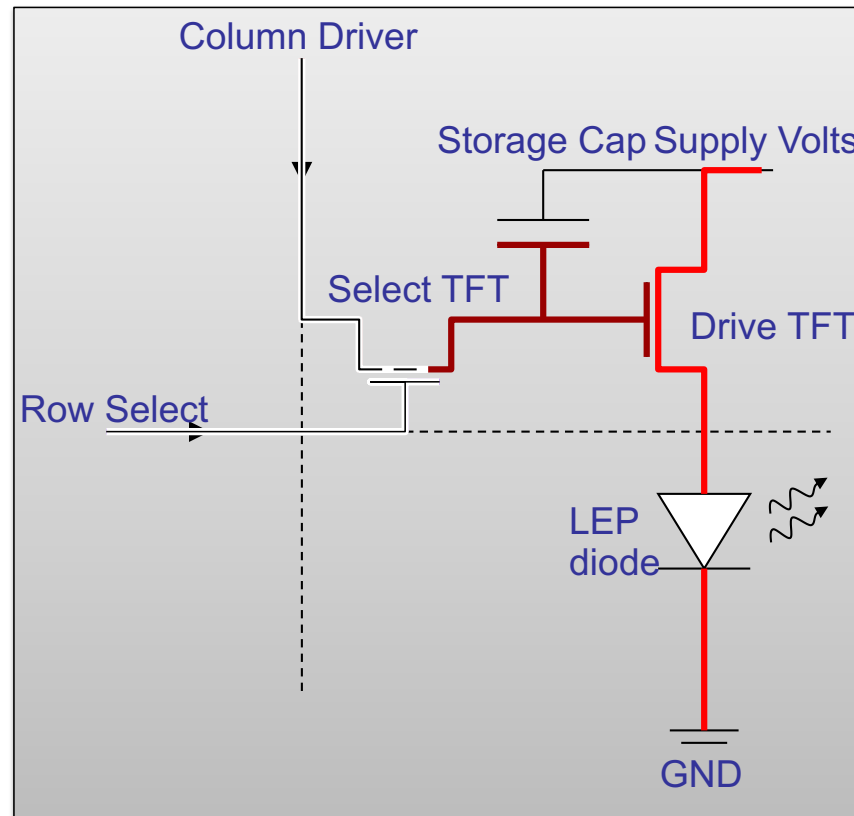 Column Driver
Storage Cap Supply Volts
Select TFT
Drive TFT
Row Select
LEP
diode
GND